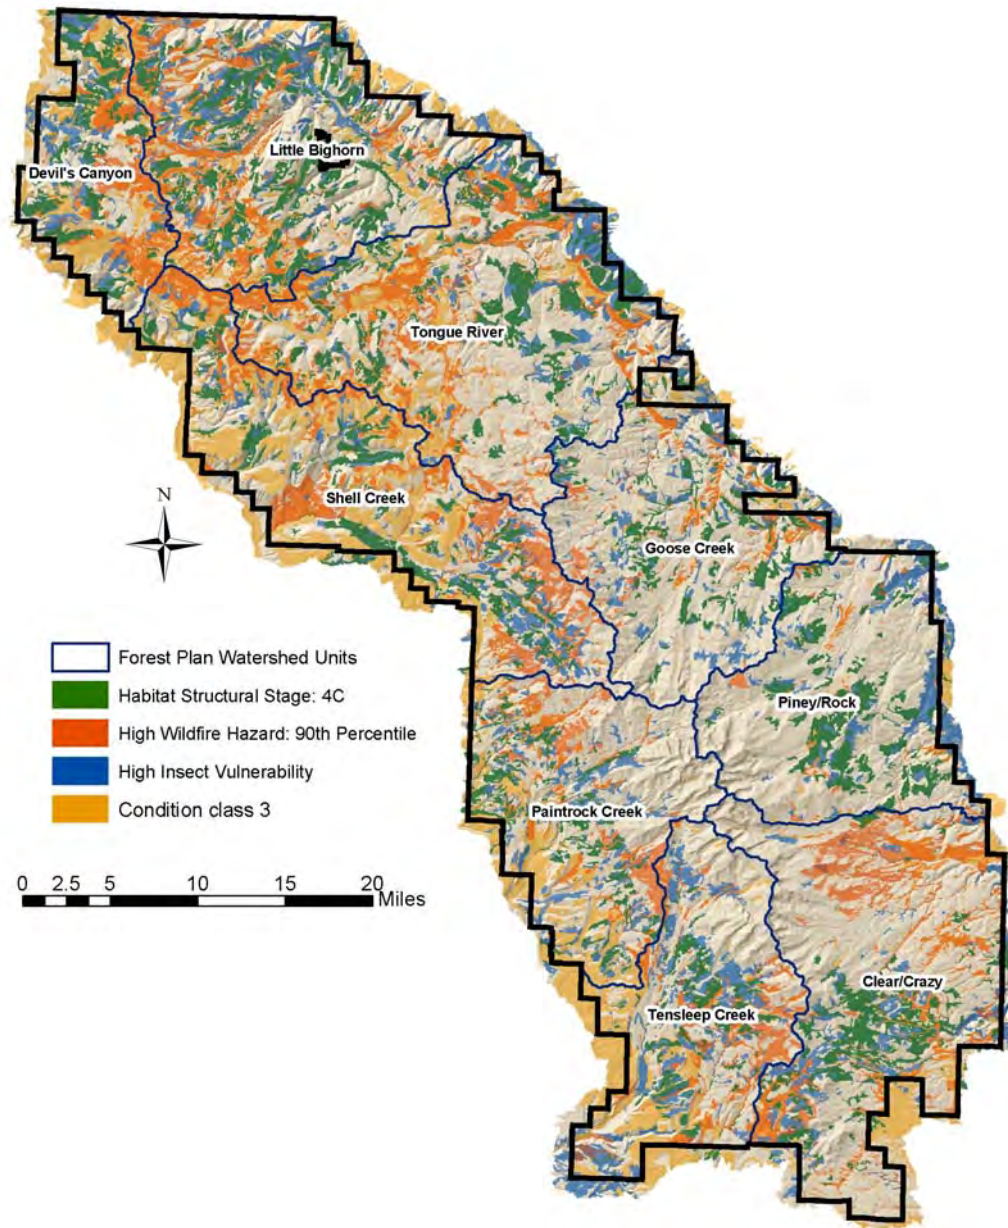 Little Bighorn
Devil's Canyon
Tongue River
Shell Creek
N
Goose Creek
Forest Plan Watershed Units
Habitat Structural Stage: 4C
High Wildfire Hazard: 90th Percentile
High Insect Vulnerability
Condition class 3
Piney/Rock
Paintrock Creek
0 2.5 5 10 15 20
Miles
Clear/Crazy
Tensleep Creek